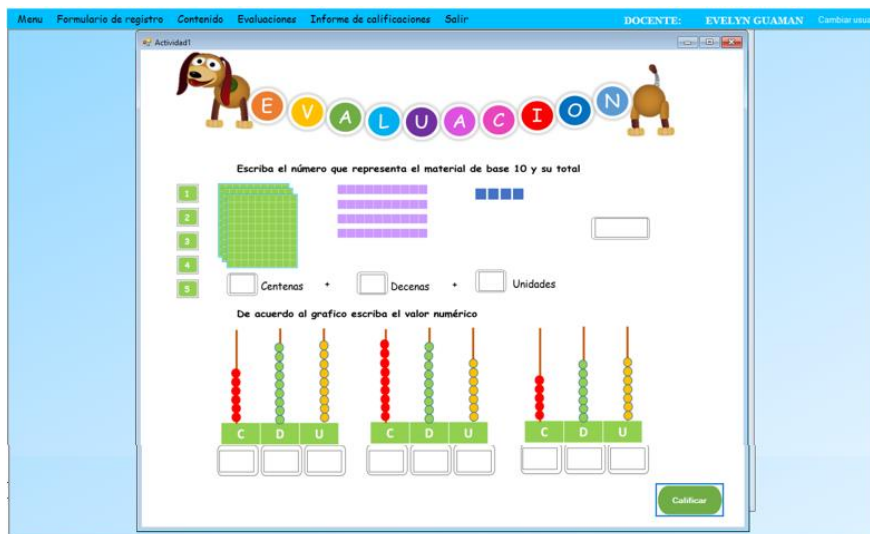 Menu Formulario de registro Contenido Evaluaciones Informe de calificaciones Salir DOCENTE: EVELYN GUAMAN Cambiar usua
Actividad1
EVALUACION
Escriba el número que representa el material de base 10 y su total
1
2
3
4
5
Centenas + Decenas + Unidades
De acuerdo al grafico escriba el valor numérico
C D U C D U C D U
Calificar